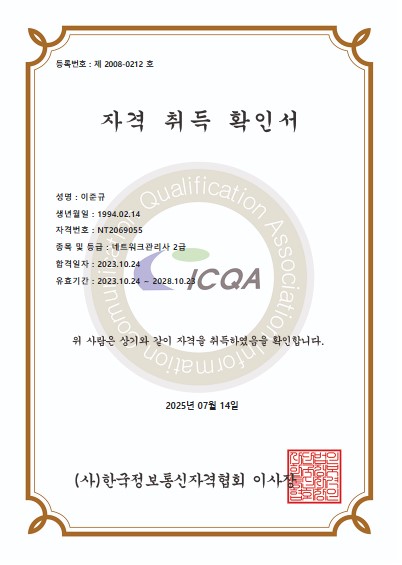 등록번호 : 제 2008-0212 호
자격 취득 확인서
성명 : 이준규
생년월일 : 1994.02.14
자격번호 : NT2069055
종목 및 등급 : 네트워크관리사 2급
합격일자 : 2023.10.24
유효기간 : 2023.10.24 ~ 2028.10.23
Information Communication Qualification Association
ICQA
위 사람은 상기와 같이 자격을 취득하였음을 확인합니다.
2025년 07월 14일
(사)한국정보통신자격협회 이사장